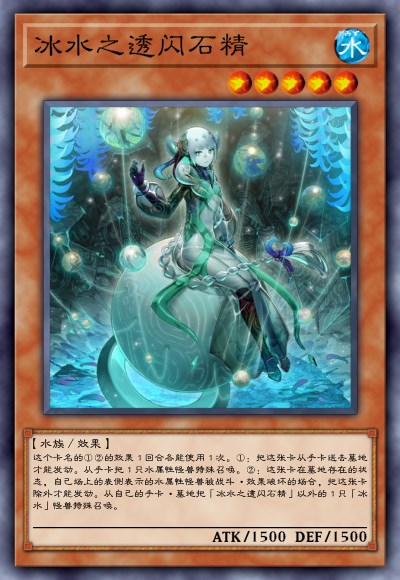 冰水之透闪石精
水
【水族／效果】
这个卡名的①②的效果1回合各能使用1次。①：把这张卡从手卡送去墓地
才能发动。从手卡把1只水属性怪兽特殊召唤。②：这张卡在墓地存在的状
态，自己场上的表侧表示的水属性怪兽被战斗·效果破坏的场合，把这张卡
除外才能发动。从自己的手卡·墓地把「冰水之透闪石精」以外的1只「冰
水」怪兽特殊召唤。
ATK/1500 DEF/1500